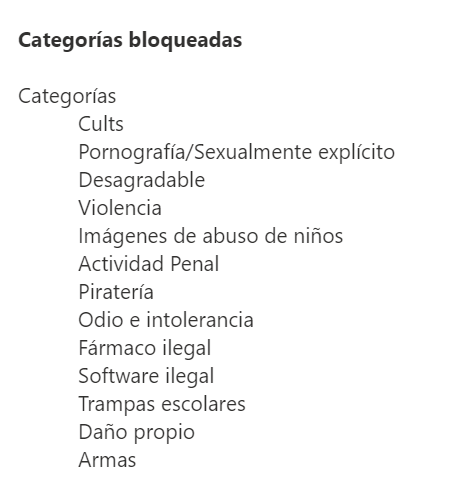 Categorías bloqueadas
Categorías
Cults
Pornografía/Sexualmente explícito
Desagradable
Violencia
Imágenes de abuso de niños
Actividad Penal
Piratería
Odio e intolerancia
Fármaco ilegal
Software ilegal
Trampas escolares
Daño propio
Armas